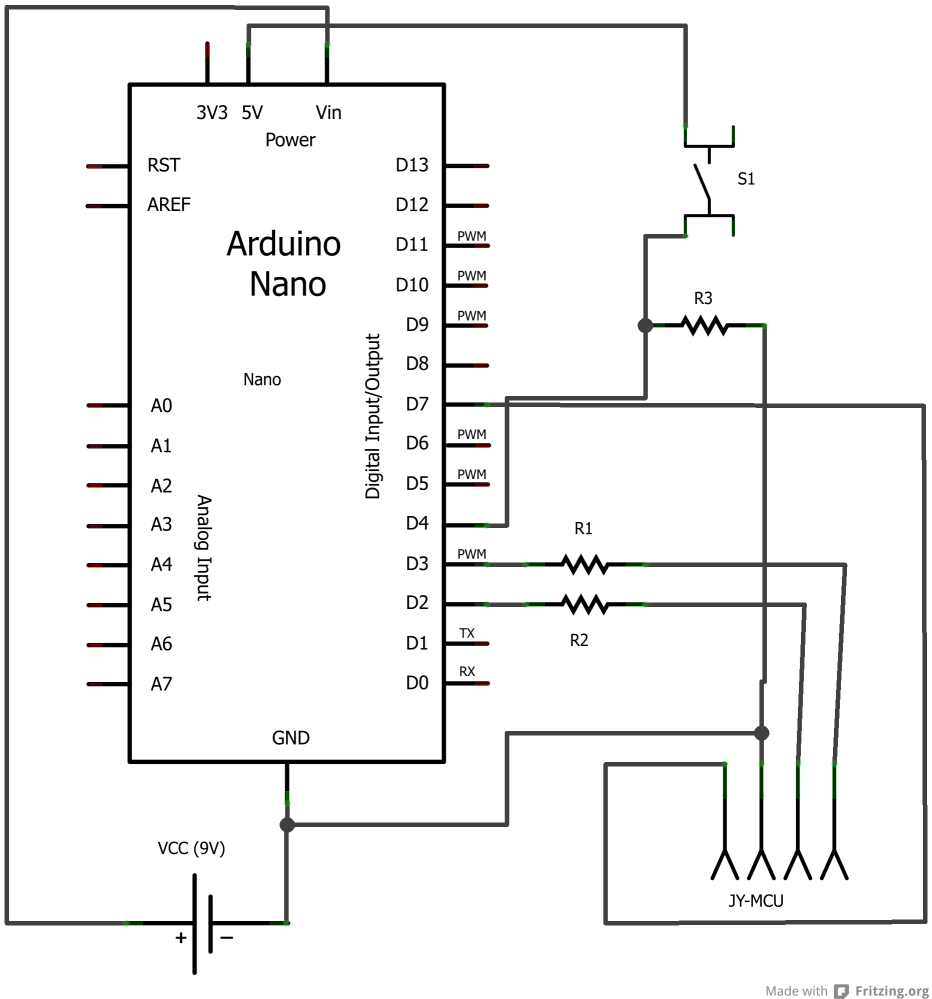 3V3 5V Vin
Power
RST
AREF
Arduino
Nano
Nano
A0
A1
A2
A3
A4
A5
A6
A7
Analog Input
Digital Input/Output
D13
D12
D11 PWM
D10 PWM
D9 PWM
D8
D7
D6 PWM
D5 PWM
D4
D3 PWM
D2
D1 TX
D0 RX
GND
S1
R3
R1
R2
VCC (9V)
+ −
JY-MCU
Made with Fritzing.org